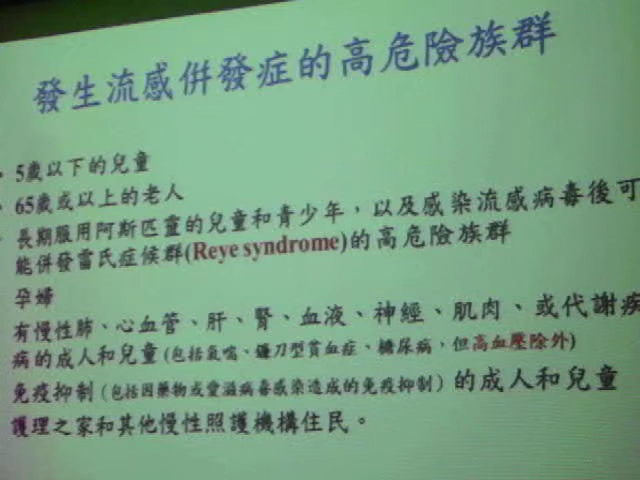 發生流感併發症的高危險族群
• 5歲以下的兒童
• 65歲或以上的老人
• 長期服用阿斯匹靈的兒童和青少年，以及感染流感病毒後可
能併發雷氏症候群(Reye syndrome)的高危險族群
孕婦
有慢性肺、心血管、肝、腎、血液、神經、肌肉、或代謝疾
病的成人和兒童(包括氣喘、鐮刀型貧血症、糖尿病，但高血壓除外)
免疫抑制(包括因藥物或愛滋病毒感染造成的免疫抑制）的成人和兒童
護理之家和其他慢性照護機構住民。